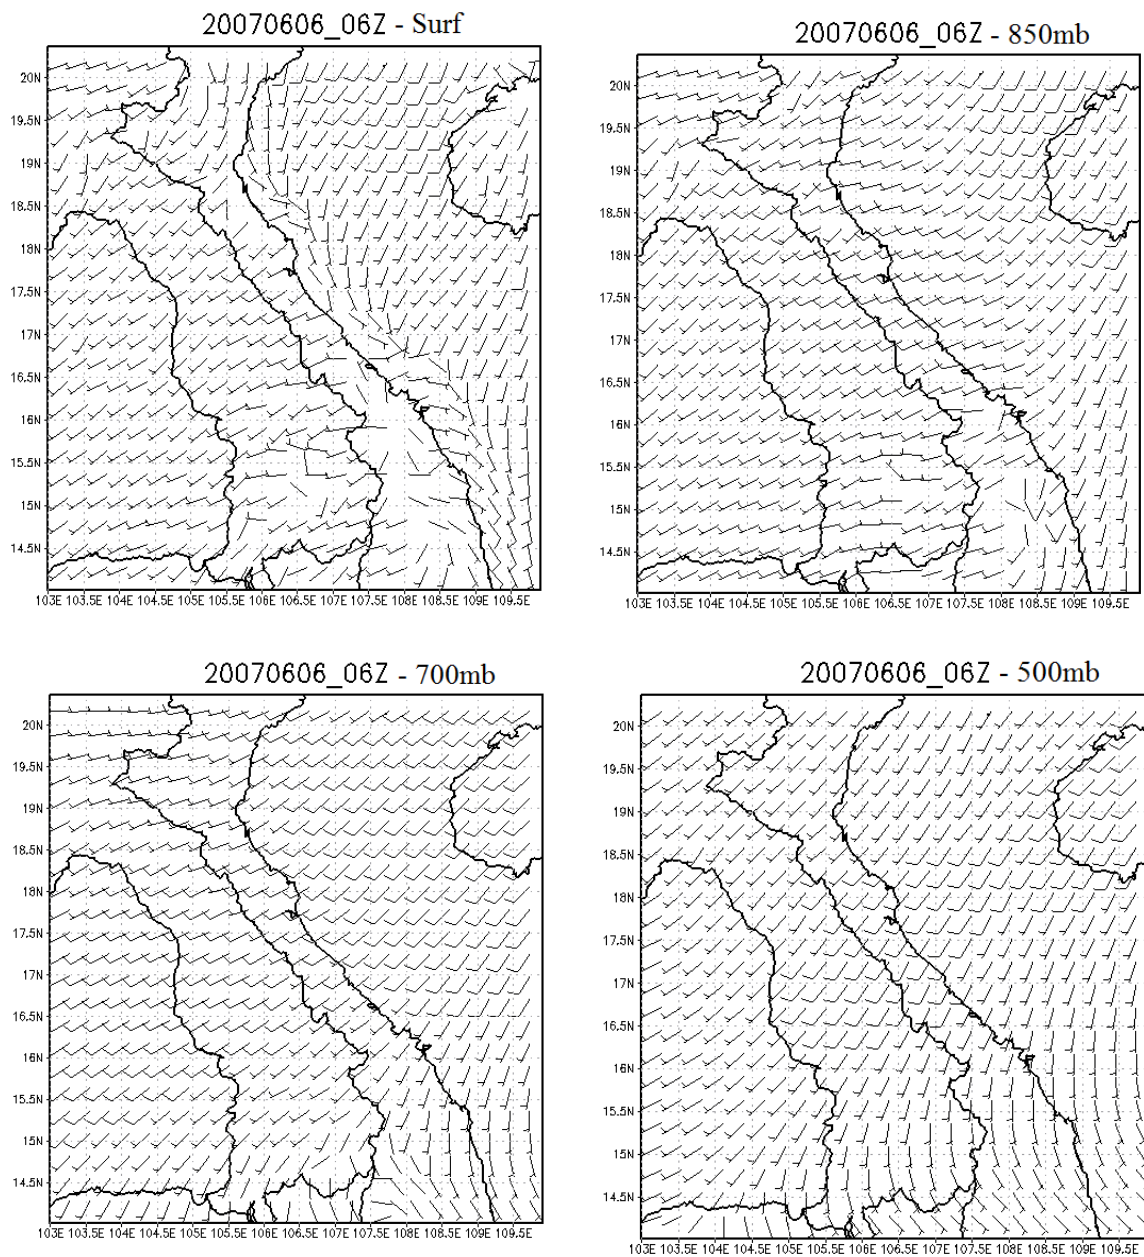 20070606_06Z - Surf
20N
19.5N
19N
18.5N
18N
17.5N
17N
16.5N
16N
15.5N
15N
14.5N
103E 103.5E 104E 104.5E 105E 105.5E 106E 106.5E 107E 107.5E 108E 108.5E 109E 109.5E
20070606_06Z - 850mb
20N
19.5N
19N
18.5N
18N
17.5N
17N
16.5N
16N
15.5N
15N
14.5N
103E 103.5E 104E 104.5E 105E 105.5E 106E 106.5E 107E 107.5E 108E 108.5E 109E 109.5E
20070606_06Z - 700mb
20N
19.5N
19N
18.5N
18N
17.5N
17N
16.5N
16N
15.5N
15N
14.5N
103E 103.5E 104E 104.5E 105E 105.5E 106E 106.5E 107E 107.5E 108E 108.5E 109E 109.5E
20070606_06Z - 500mb
20N
19.5N
19N
18.5N
18N
17.5N
17N
16.5N
16N
15.5N
15N
14.5N
103E 103.5E 104E 104.5E 105E 105.5E 106E 106.5E 107E 107.5E 108E 108.5E 109E 109.5E